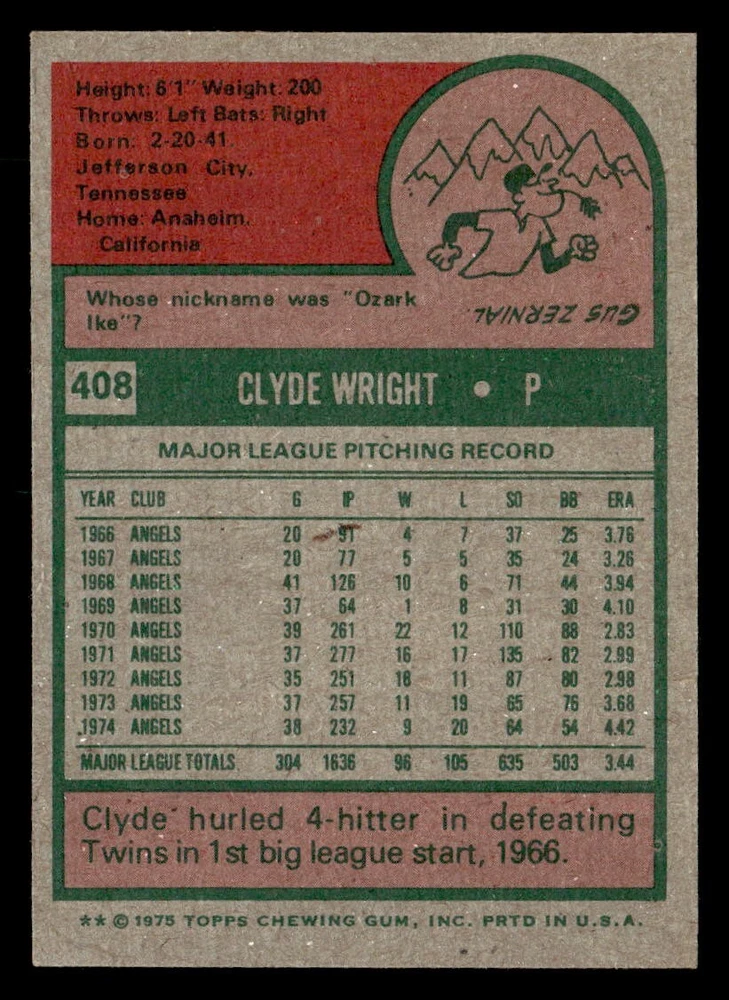 Height: 6'1" Weight: 200
Throws: Left Bats: Right
Born: 2-20-41
Jefferson City,
Tennessee
Home: Anaheim,
California
Whose nickname was "Ozark
Ike"?
GUS ZERNIAL
408 CLYDE WRIGHT • P
MAJOR LEAGUE PITCHING RECORD
YEAR CLUB G IP W L SO BB ERA
1966 ANGELS 20 91 4 7 37 25 3.76
1967 ANGELS 20 77 5 5 35 24 3.26
1968 ANGELS 41 126 10 6 71 44 3.94
1969 ANGELS 37 64 1 8 31 30 4.10
1970 ANGELS 39 261 22 12 110 88 2.83
1971 ANGELS 37 277 16 17 135 82 2.99
1972 ANGELS 35 251 18 11 87 80 2.98
1973 ANGELS 37 257 11 19 65 76 3.68
1974 ANGELS 38 232 9 20 64 54 4.42
MAJOR LEAGUE TOTALS 304 1636 96 105 635 503 3.44
Clyde hurled 4-hitter in defeating
Twins in 1st big league start, 1966.
** © 1975 TOPPS CHEWING GUM, INC. PRTD IN U.S.A.